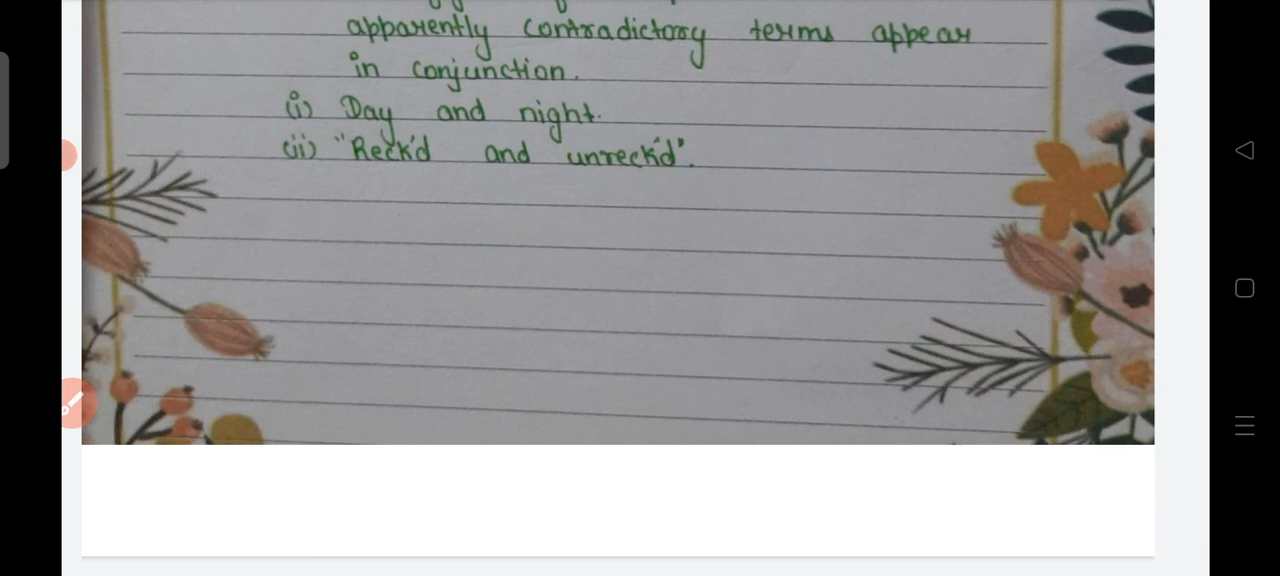 apparently contradictory terms appear
in conjunction.
(i) Day and night.
(ii) "Reck'd and unreck'd".